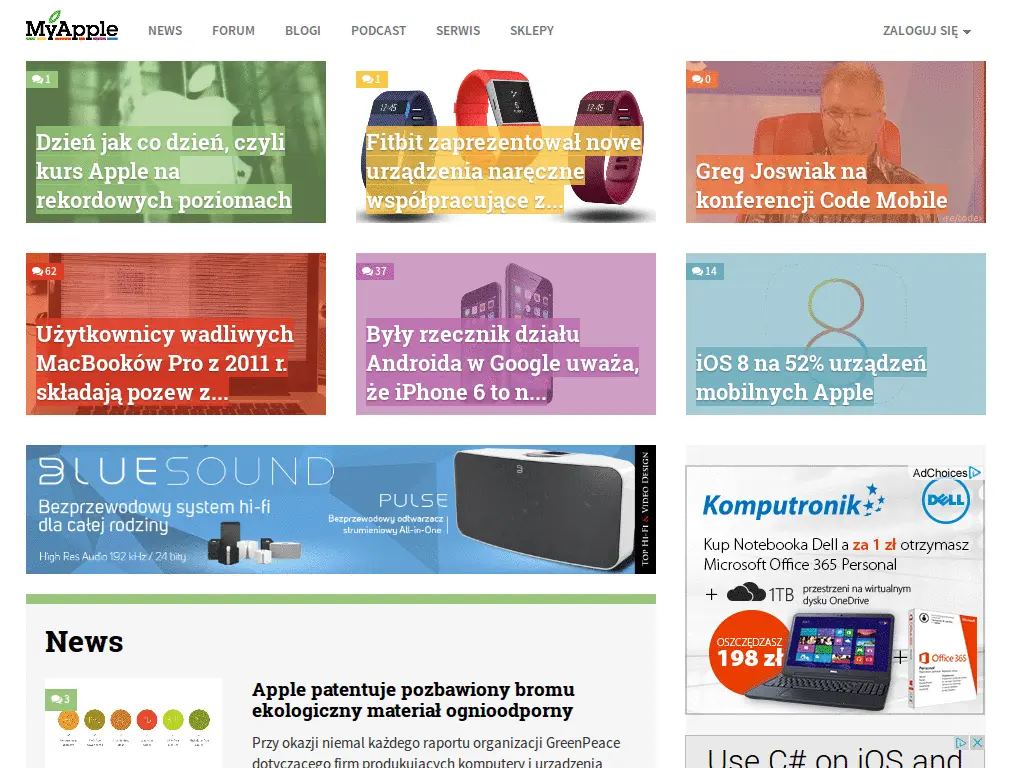 MyApple
NEWS
FORUM
BLOGI
PODCAST
SERWIS
SKLEPY
ZALOGUJ SIĘ
1
Dzień jak co dzień, czyli
kurs Apple na
rekordowych poziomach
1
12:45
12:45
Fitbit zaprezentował nowe
urządzenia naręczne
współpracujące z...
0
Greg Joswiak na
konferencji Code Mobile
re/code
62
Użytkownicy wadliwych
MacBooków Pro z 2011 r.
składają pozew z...
37
Były rzecznik działu
Androida w Google uważa,
że iPhone 6 to n...
14
iOS 8 na 52% urządzeń
mobilnych Apple
BLUESOUND
Bezprzewodowy system hi-fi
dla całej rodziny
High Res Audio 192 kHz / 24 bity
PULSE
Bezprzewodowy odtwarzacz
strumieniowy All-in-One
TOP HI-FI & VIDEO DESIGN
AdChoices
Komputronik
DELL
Kup Notebooka Dell a za 1 zł otrzymasz
Microsoft Office 365 Personal
+ 1TB przestrzeni na wirtualnym
dysku OneDrive
OSZCZĘDZASZ
198 zł
+
Office 365
Personal
News
3
Apple patentuje pozbawiony bromu
ekologiczny materiał ognioodporny
Przy okazji niemal każdego raportu organizacji GreenPeace
dotyczącego firm produkujących komputery i urządzenia
Use C# on iOS and